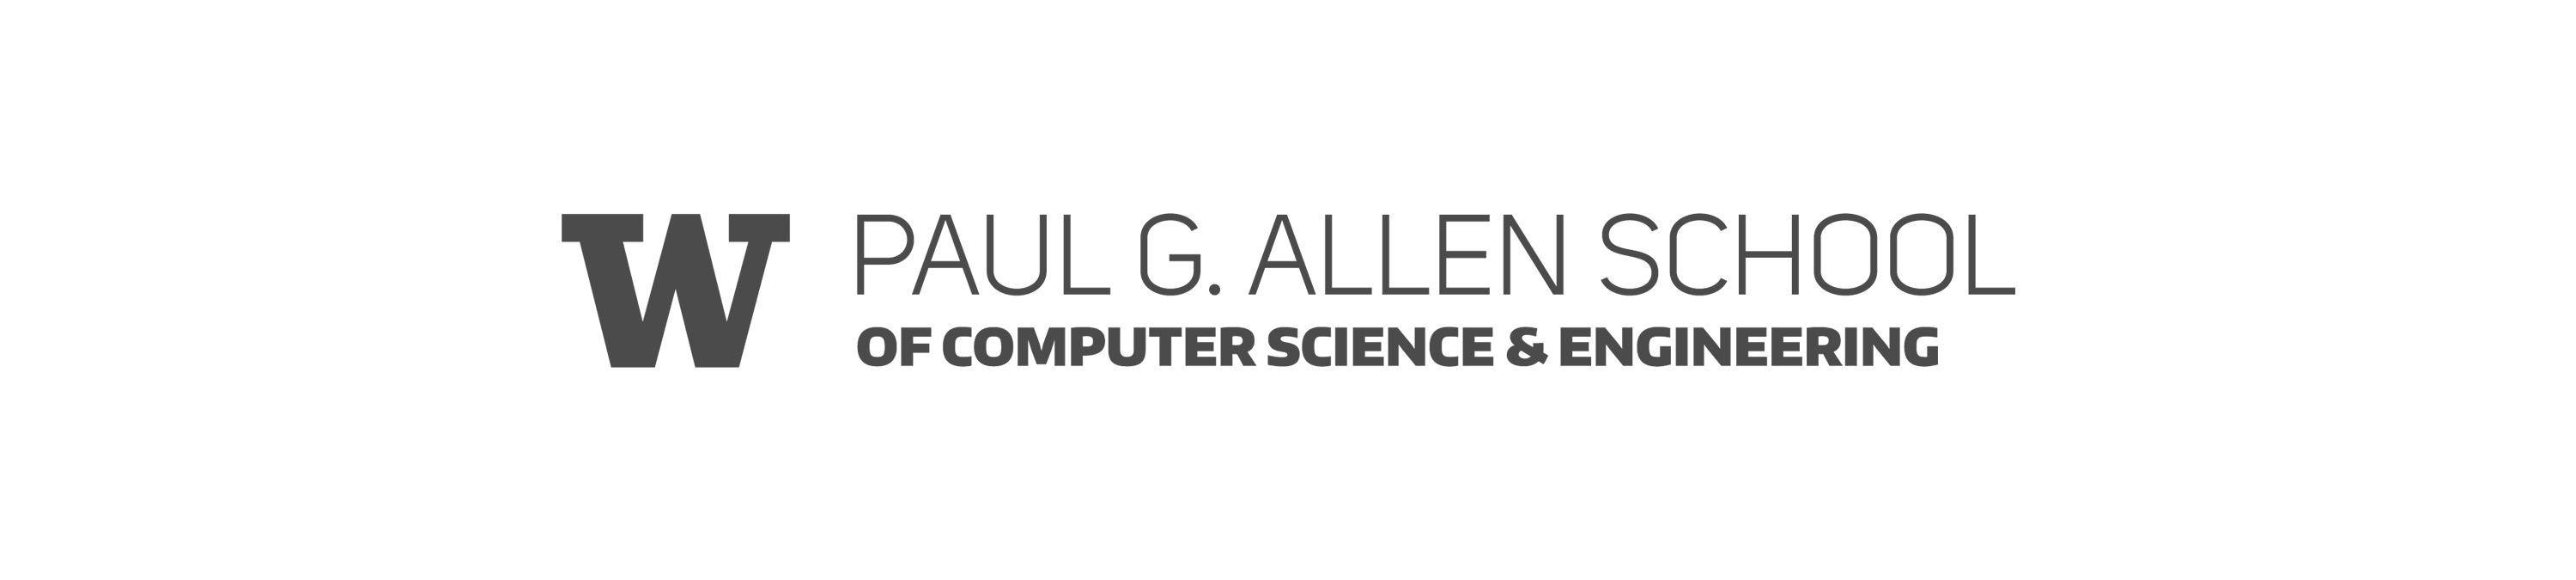 W
PAUL G. ALLEN SCHOOL
OF COMPUTER SCIENCE & ENGINEERING